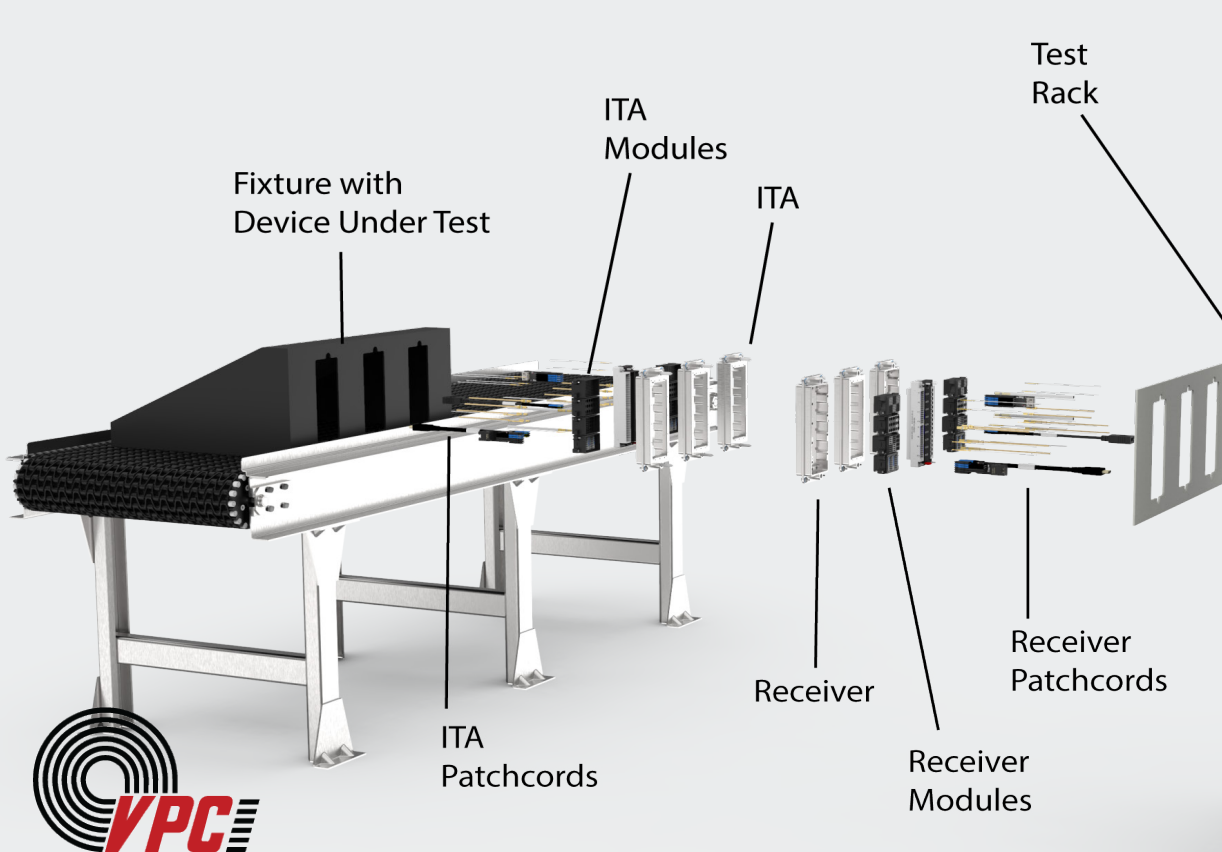 Test
Rack
ITA
Modules
Fixture with
Device Under Test
ITA
Receiver
Patchcords
Receiver
ITA
Patchcords
Receiver
Modules
VPC